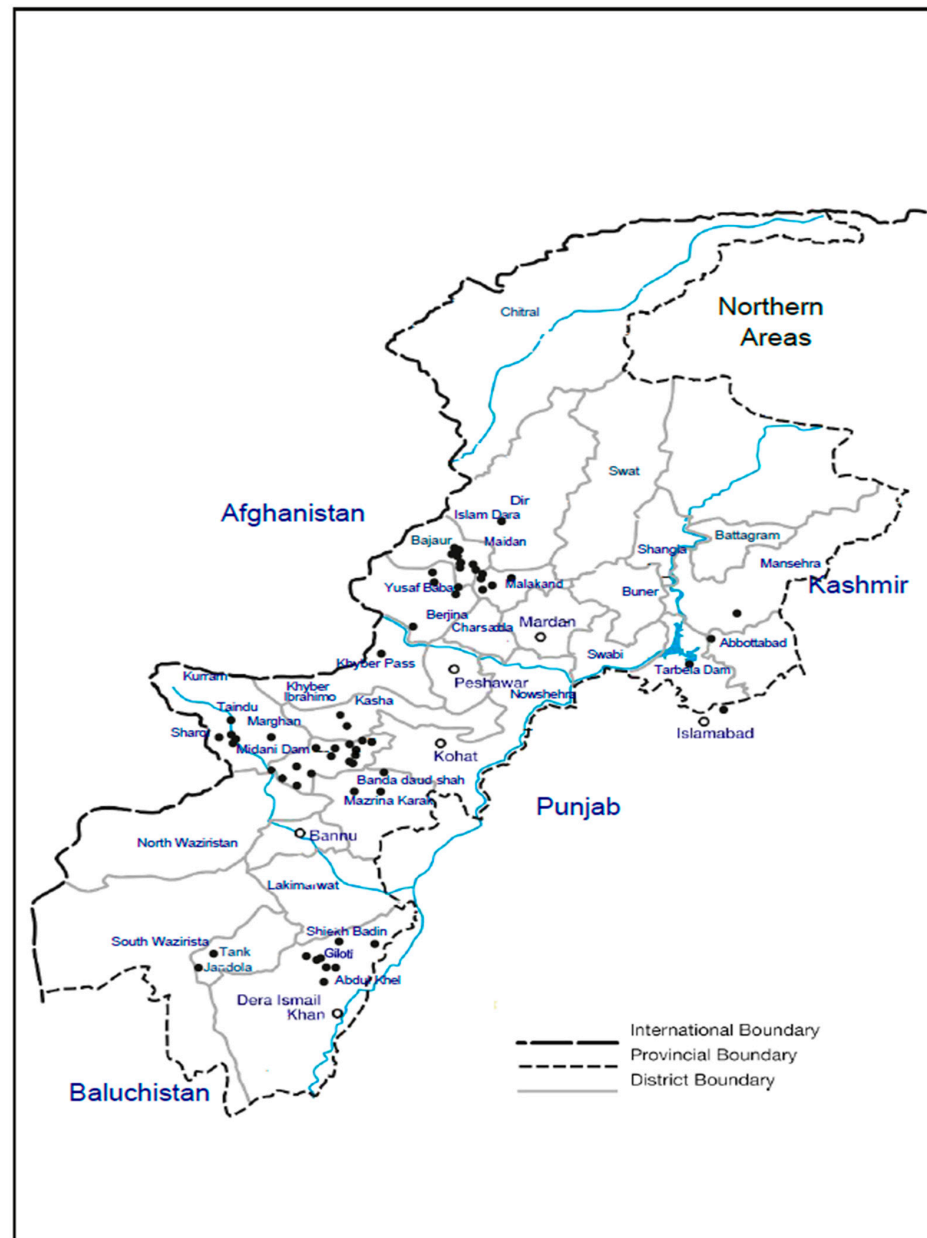 Chitral
Northern
Areas
Swat
Dir
Afghanistan
Islam Dara
Bajaur
Maidan
Shangla
Battagram
Mansehra
Kashmir
Yusaf Baba
Malakand
Buner
Berjina
Charsadda
Mardan
Abbottabad
Khyber Pass
Swabi
Tarbela Dam
Kurram
Khyber
Ibrahimo
Kasha
Peshawar
Nowshehra
Taindu
Marghan
Islamabad
Sharqi
Midani Dam
Kohat
Banda daud shah
Mazrina Karak
Punjab
Bannu
North Waziristan
Lakimarwat
Shiekh Badin
South Wazirista
Tank
Giloti
Jandola
Abdul Khel
Dera Ismail
Khan
International Boundary
Provincial Boundary
District Boundary
Baluchistan